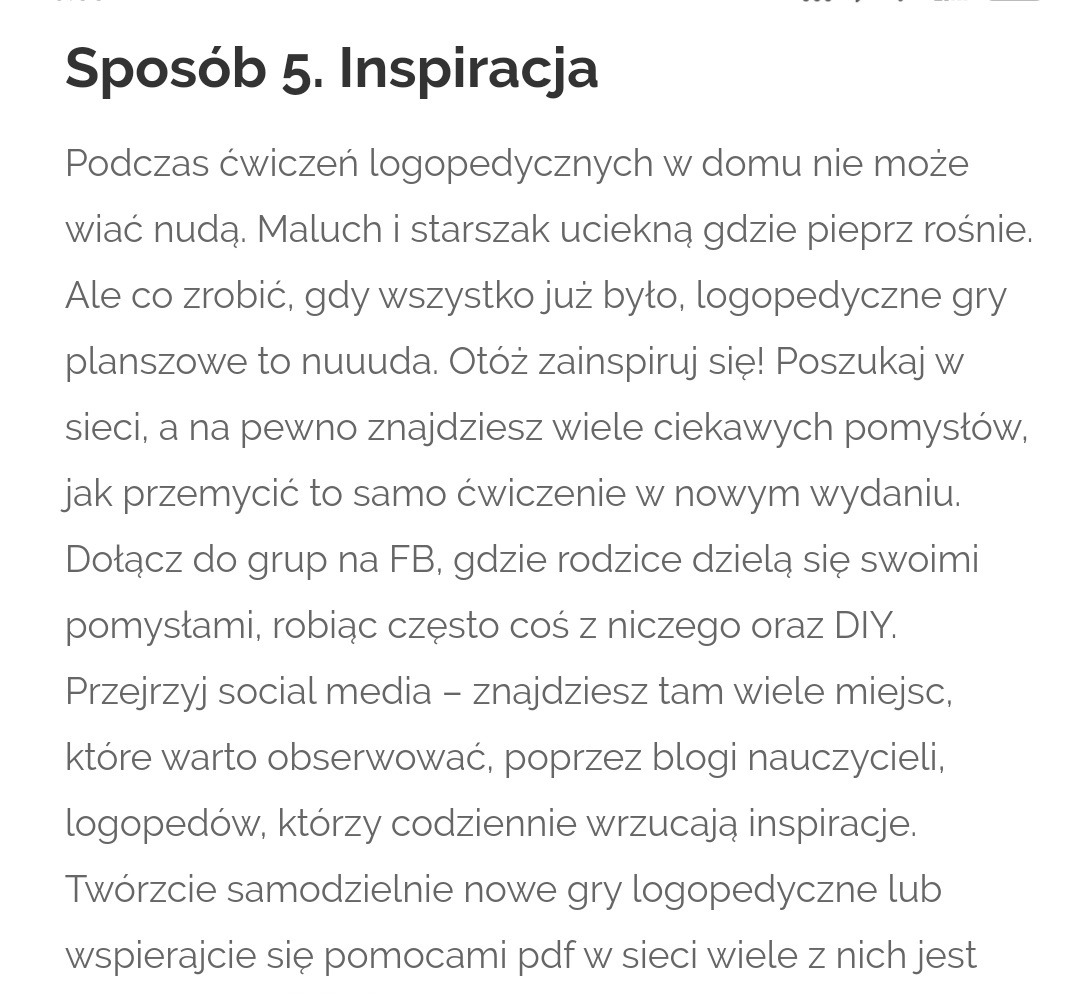 Sposób 5. Inspiracja
Podczas ćwiczeń logopedycznych w domu nie może
wiać nudą. Maluch i starszak uciekną gdzie pieprz rośnie.
Ale co zrobić, gdy wszystko już było, logopedyczne gry
planszowe to nuuuda. Otóż zainspiruj się! Poszukaj w
sieci, a na pewno znajdziesz wiele ciekawych pomysłów,
jak przemycić to samo ćwiczenie w nowym wydaniu.
Dołącz do grup na FB, gdzie rodzice dzielą się swoimi
pomysłami, robiąc często coś z niczego oraz DIY.
Przejrzyj social media – znajdziesz tam wiele miejsc,
które warto obserwować, poprzez blogi nauczycieli,
logopedów, którzy codziennie wrzucają inspiracje.
Twórzcie samodzielnie nowe gry logopedyczne lub
wspierajcie się pomocami pdf w sieci wiele z nich jest